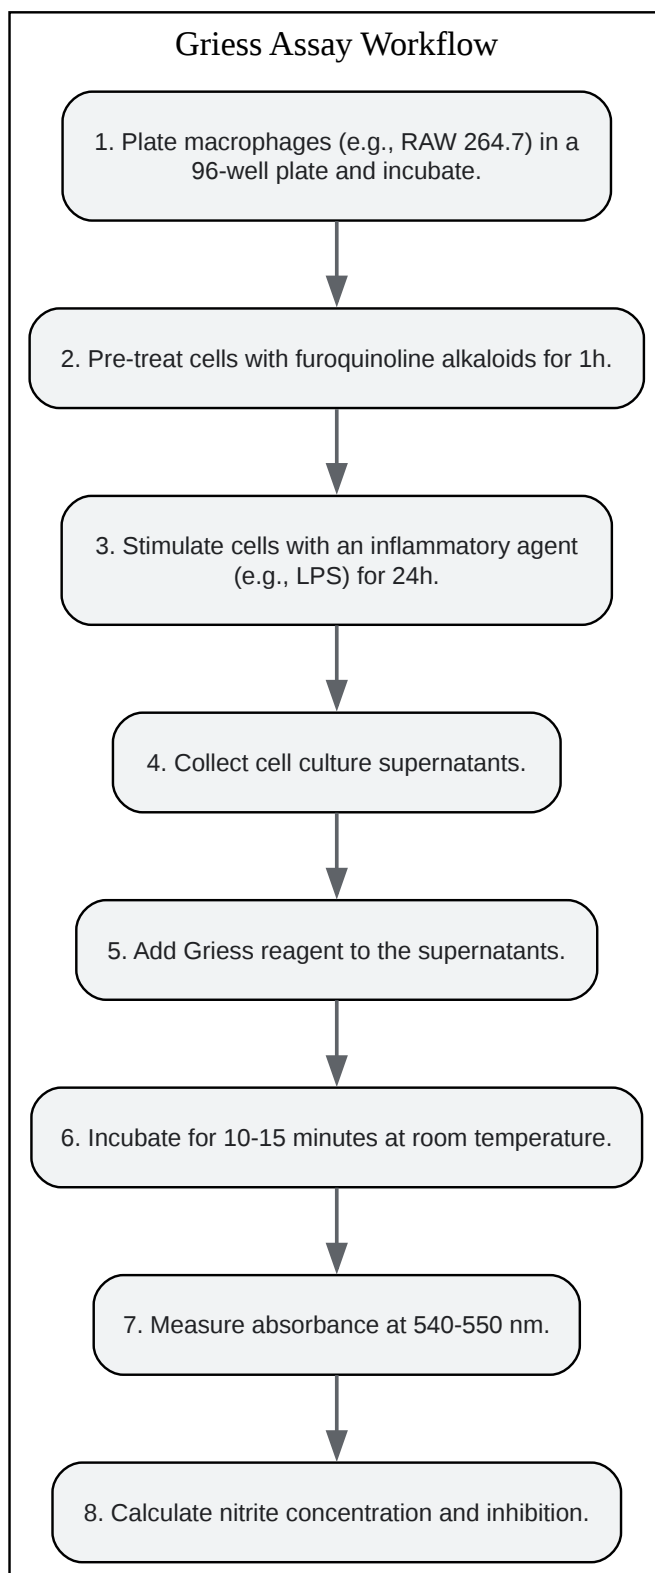 Griess Assay Workflow
1. Plate macrophages (e.g., RAW 264.7) in a
96-well plate and incubate.
2. Pre-treat cells with furoquinoline alkaloids for 1h.
3. Stimulate cells with an inflammatory agent
(e.g., LPS) for 24h.
4. Collect cell culture supernatants.
5. Add Griess reagent to the supernatants.
6. Incubate for 10-15 minutes at room temperature.
7. Measure absorbance at 540-550 nm.
8. Calculate nitrite concentration and inhibition.